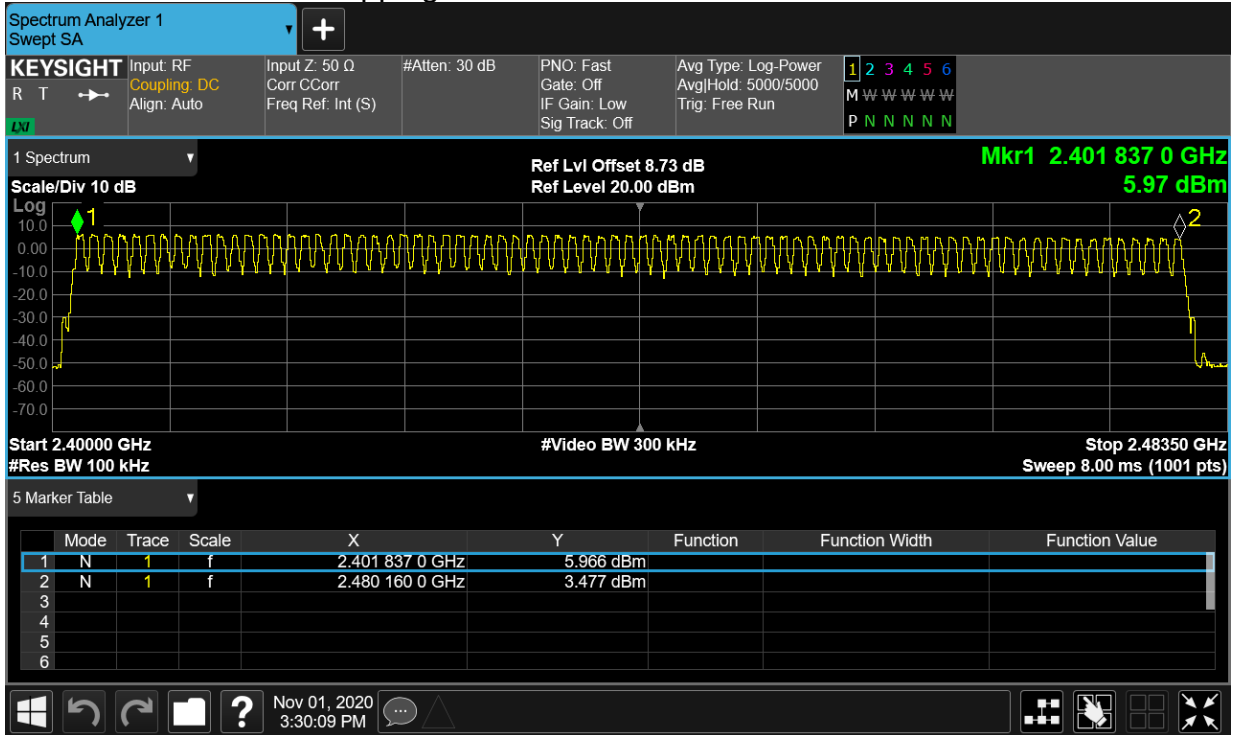 Spectrum Analyzer 1
Swept SA
KEYSIGHT
R T
LXI
Input: RF
Coupling: DC
Align: Auto
Input Z: 50 Ω
Corr CCorr
Freq Ref: Int (S)
#Atten: 30 dB
PNO: Fast
Gate: Off
IF Gain: Low
Sig Track: Off
Avg Type: Log-Power
Avg|Hold: 5000/5000
Trig: Free Run
1 2 3 4 5 6
M W W W W W
P N N N N N
1 Spectrum
Scale/Div 10 dB
Ref Lvl Offset 8.73 dB
Ref Level 20.00 dBm
Mkr1 2.401 837 0 GHz
5.97 dBm
Log
10.0
0.00
-10.0
-20.0
-30.0
-40.0
-50.0
-60.0
-70.0
1
2
Start 2.40000 GHz
#Res BW 100 kHz
#Video BW 300 kHz
Stop 2.48350 GHz
Sweep 8.00 ms (1001 pts)
5 Marker Table
Mode Trace Scale X Y Function Function Width Function Value
1 N 1 f 2.401 837 0 GHz 5.966 dBm
2 N 1 f 2.480 160 0 GHz 3.477 dBm
3
4
5
6
?
Nov 01, 2020
3:30:09 PM